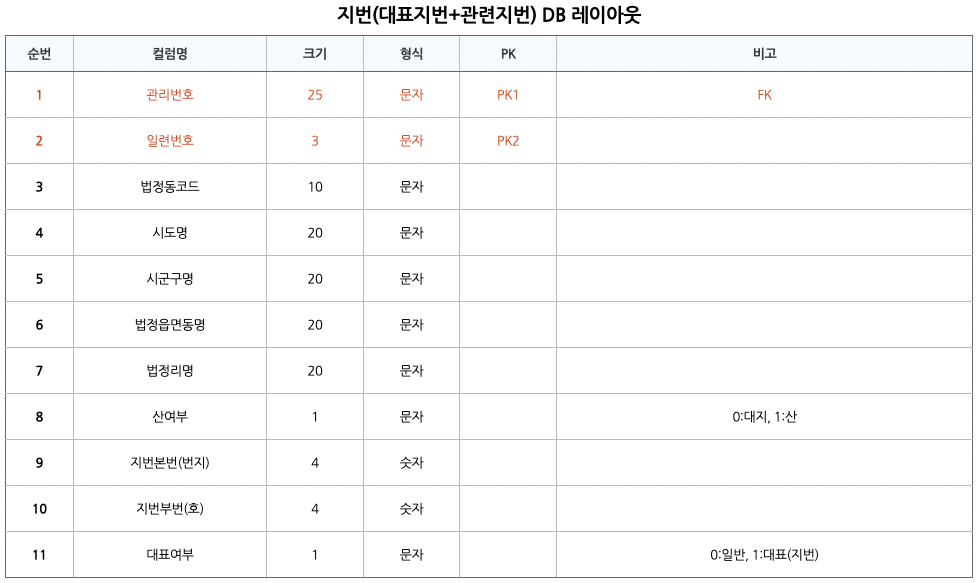 지번(대표지번+관련지번) DB 레이아웃
순번 컬럼명 크기 형식 PK 비고
1 관리번호 25 문자 PK1 FK
2 일련번호 3 문자 PK2
3 법정동코드 10 문자
4 시도명 20 문자
5 시군구명 20 문자
6 법정읍면동명 20 문자
7 법정리명 20 문자
8 산여부 1 문자 0:대지, 1:산
9 지번본번(번지) 4 숫자
10 지번부번(호) 4 숫자
11 대표여부 1 문자 0:일반, 1:대표(지번)